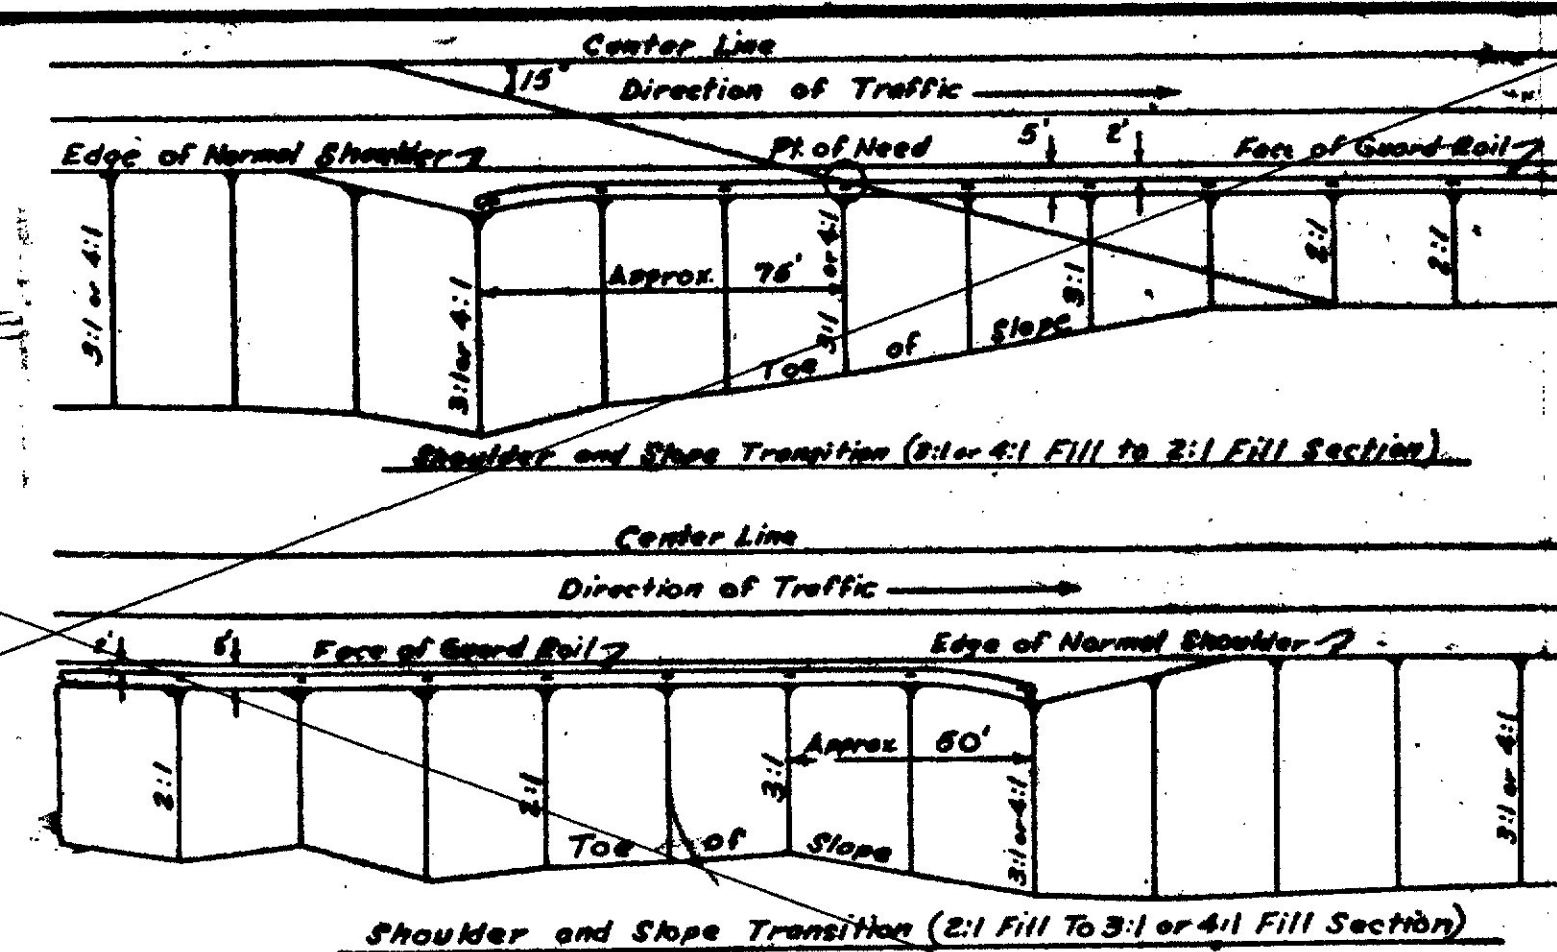 Center Line
15°
Direction of Traffic
Edge of Normal Shoulder
Pt. of Need
5'
2'
Face of Guard Rail
3:1 or 4:1
3:1 or 4:1
Approx. 75'
3:1 or 4:1
3:1
2:1
2:1
Toe of Slope
Shoulder and Slope Transition (3:1 or 4:1 Fill to 2:1 Fill Section)
Center Line
Direction of Traffic
2'
5'
Face of Guard Rail
Edge of Normal Shoulder
2:1
2:1
3:1
Approx. 50'
3:1 or 4:1
3:1 or 4:1
Toe of Slope
Shoulder and Slope Transition (2:1 Fill To 3:1 or 4:1 Fill Section)